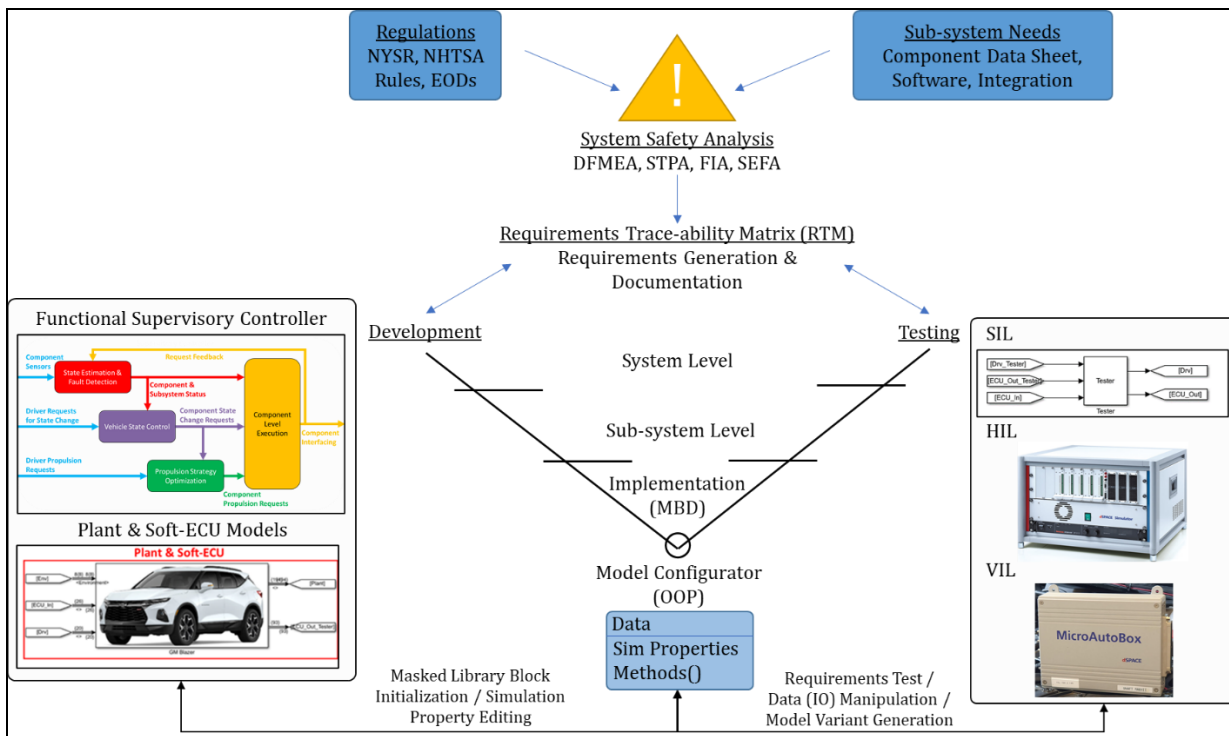 Regulations
NYSR, NHTSA
Rules, EODs
Sub-system Needs
Component Data Sheet,
Software, Integration
!
System Safety Analysis
DFMEA, STPA, FIA, SEFA
Requirements Trace-ability Matrix (RTM)
Requirements Generation &
Documentation
Development
Testing
System Level
Sub-system Level
Implementation
(MBD)
Model Configurator
(OOP)
Data
Sim Properties
Methods()
Masked Library Block
Initialization / Simulation
Property Editing
Requirements Test /
Data (IO) Manipulation /
Model Variant Generation
Functional Supervisory Controller
Component
Sensors
Request Feedback
State Estimation &
Fault Detection
Component &
Subsystem Status
Driver Requests
for State Change
Vehicle State Control
Component State
Change Requests
Component
Level
Execution
Component
Interfacing
Driver Propulsion
Requests
Propulsion Strategy
Optimization
Component
Propulsion Requests
Plant & Soft-ECU Models
Plant & Soft-ECU
[Env]
<Environment>
[ECU_In]
[Drv]
[Plant]
[ECU_Out_Tester]
GM Blazer
SIL
[Drv_Tester]
[ECU_Out_Tester]
[ECU_In]
Tester
Tester
[Drv]
[ECU_Out]
HIL
dSPACE Simulator
VIL
MicroAutoBox
dSPACE